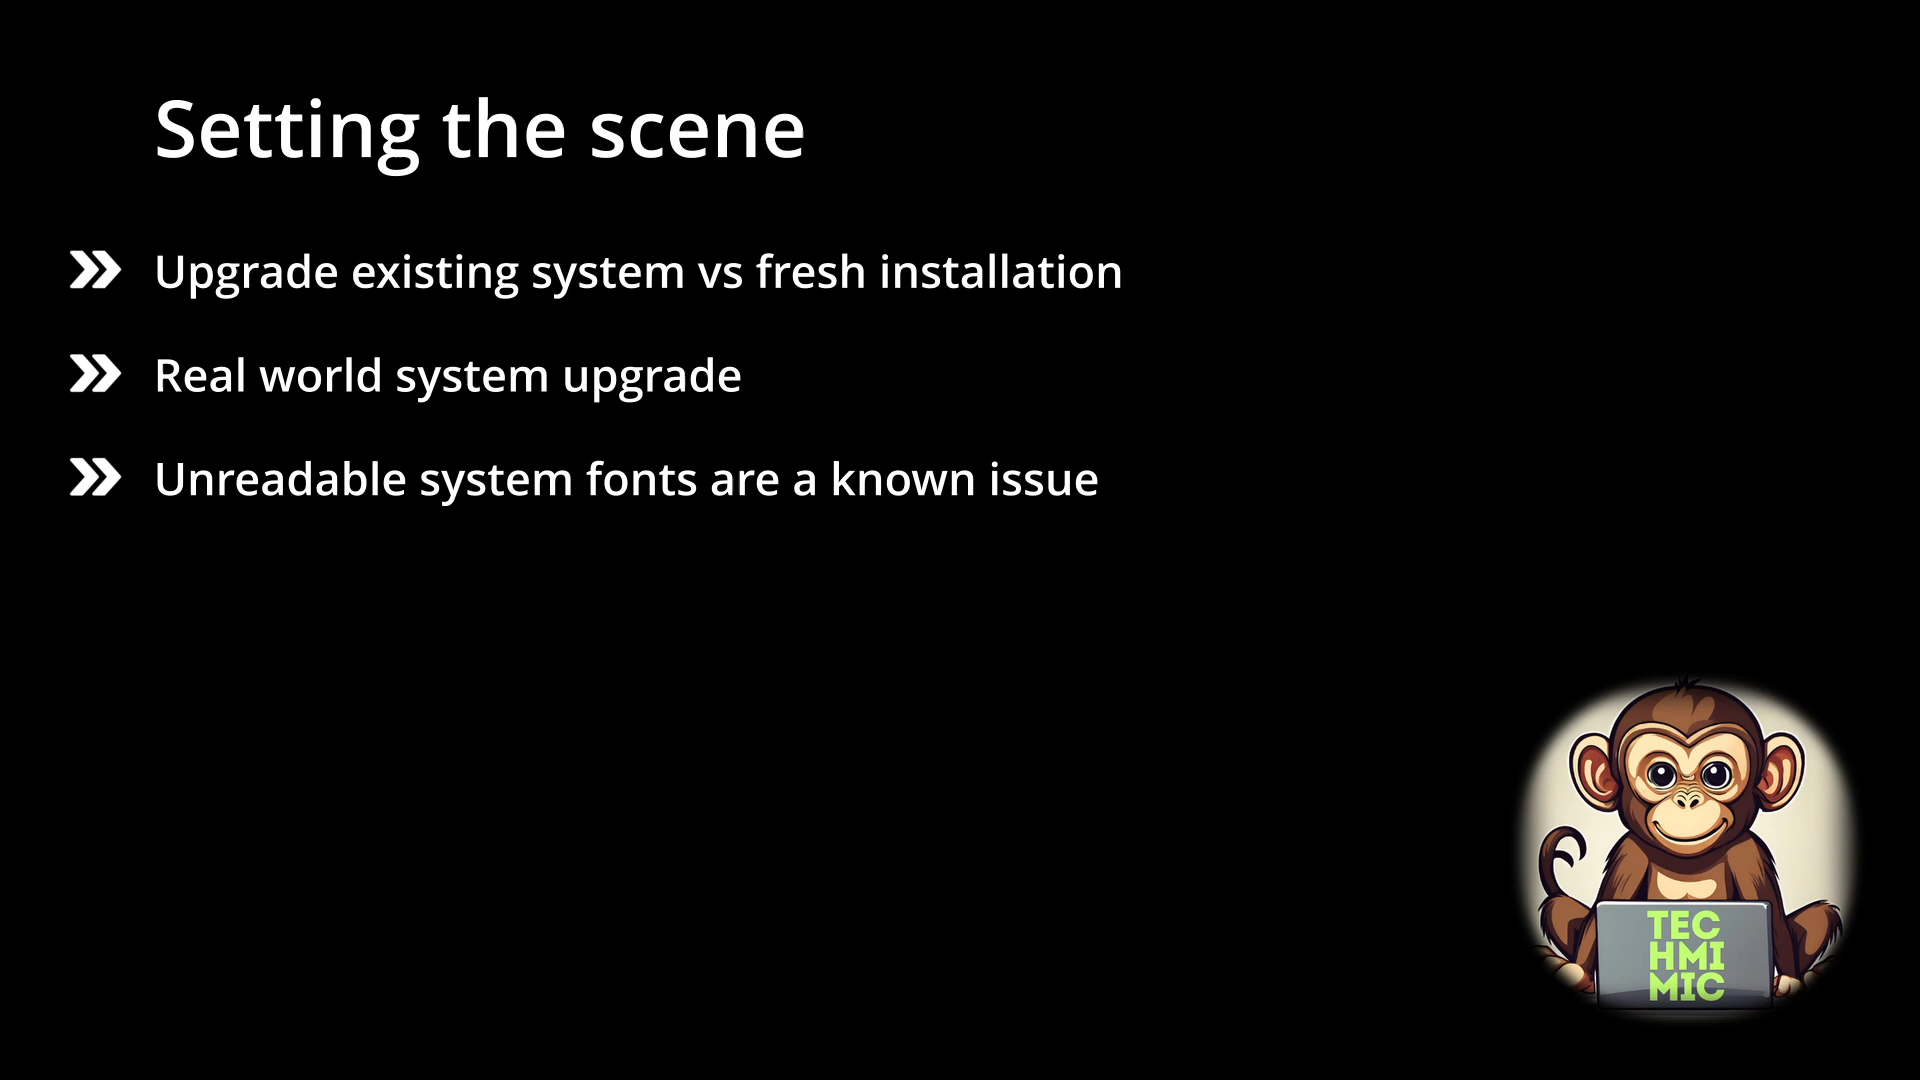 Setting the scene
Upgrade existing system vs fresh installation
Real world system upgrade
Unreadable system fonts are a known issue
TEC
HMI
MIC